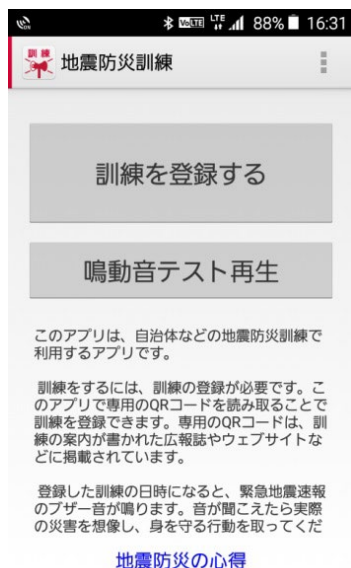 VoLTE LTE 88% 16:31
訓練
地震防災訓練
訓練を登録する
鳴動音テスト再生
このアプリは、自治体などの地震防災訓練で
利用するアプリです。
訓練をするには、訓練の登録が必要です。こ
のアプリで専用のQRコードを読み取ることで
訓練を登録できます。専用のQRコードは、訓
練の案内が書かれた広報誌やウェブサイトな
どに掲載されています。
登録した訓練の日時になると、緊急地震速報
のブザー音が鳴ります。音が聞こえたら実際
の災害を想像し、身を守る行動を取ってくだ
地震防災の心得